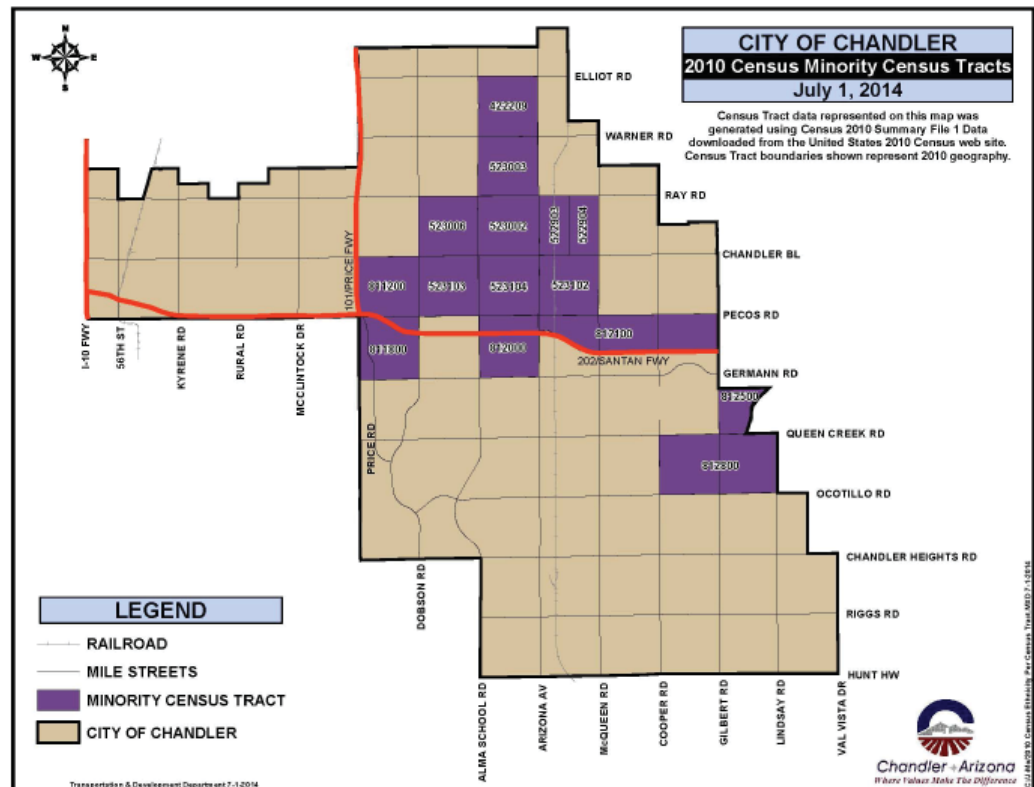 N
W E
S
CITY OF CHANDLER
2010 Census Minority Census Tracts
July 1, 2014
Census Tract data represented on this map was
generated using Census 2010 Summary File 1 Data
downloaded from the United States 2010 Census web site.
Census Tract boundaries shown represent 2010 geography.
ELLIOT RD
422209
WARNER RD
523003
RAY RD
523002
522902
522904
CHANDLER BL
101/PRICE FWY
811200
523103
523104
523102
PECOS RD
817400
812000
202/SANTAN FWY
GERMANN RD
812500
QUEEN CREEK RD
812800
OCOTILLO RD
CHANDLER HEIGHTS RD
RIGGS RD
HUNT HW
I-10 FWY
56TH ST
KYRENE RD
RURAL RD
MCCLINTOCK DR
PRICE RD
DOBSON RD
ALMA SCHOOL RD
ARIZONA AV
McQUEEN RD
COOPER RD
GILBERT RD
LINDSAY RD
VAL VISTA DR
LEGEND
RAILROAD
MILE STREETS
MINORITY CENSUS TRACT
CITY OF CHANDLER
Transportation & Development Department 7-1-2014
Chandler Arizona
Where Values Make The Difference